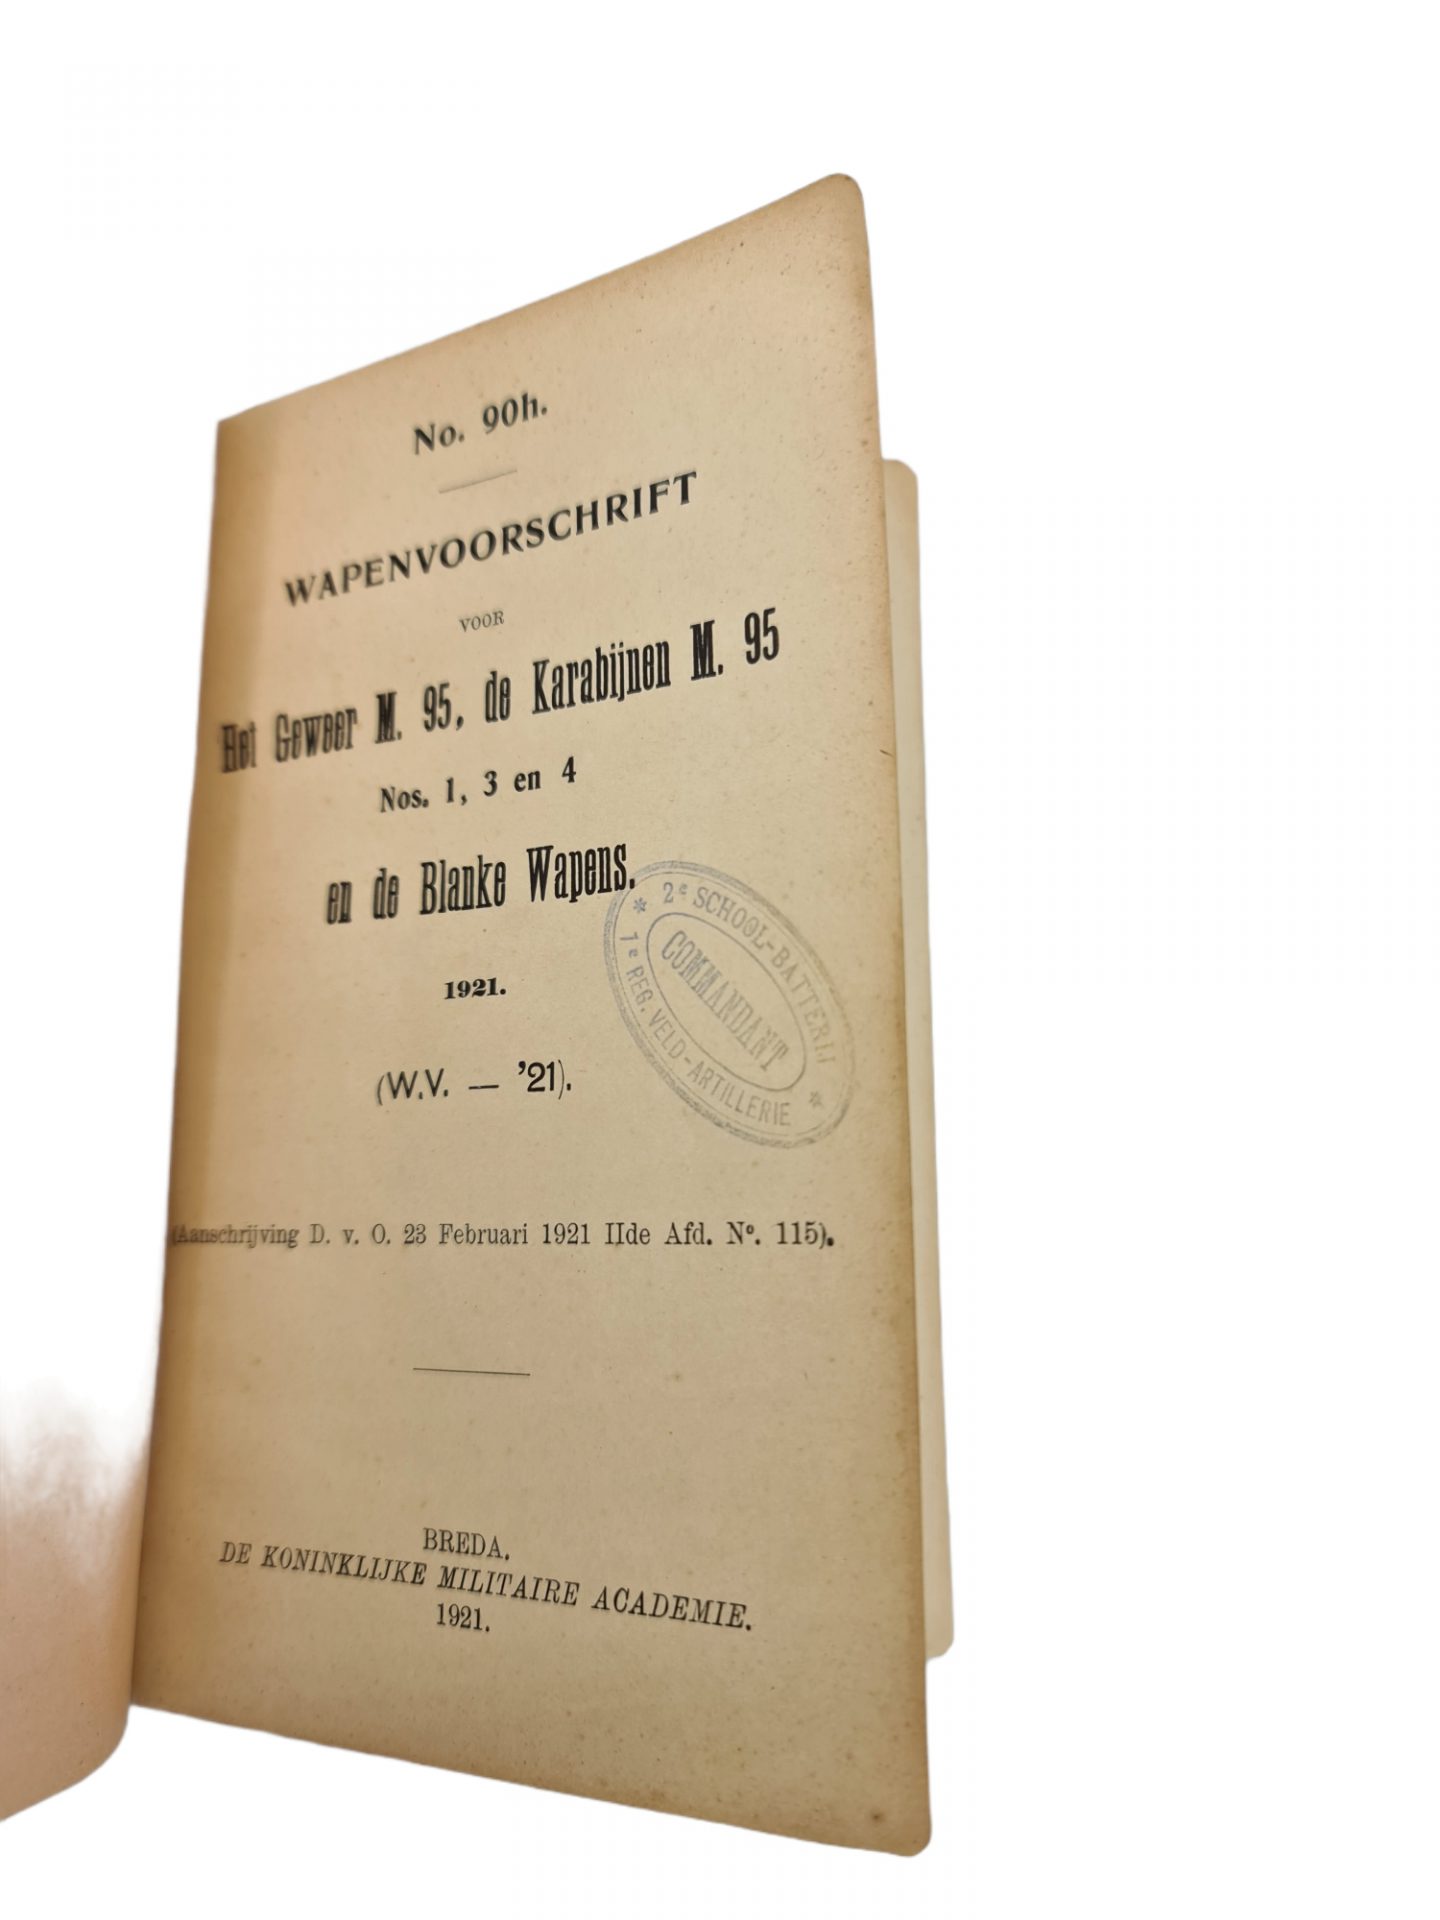 No. 90h.
WAPENVOORSCHRIFT
VOOR
Het Geweer M. 95, de Karabijnen M. 95
Nos. 1, 3 en 4
en de Blanke Wapens.
1921.
(W.V. — '21).
* 2e SCHOOL-BATTERIJ *
COMMANDANT
1e REG. VELD-ARTILLERIE
(Aanschrijving D. v. O. 23 Februari 1921 IIde Afd. No. 115).
BREDA.
DE KONINKLIJKE MILITAIRE ACADEMIE.
1921.